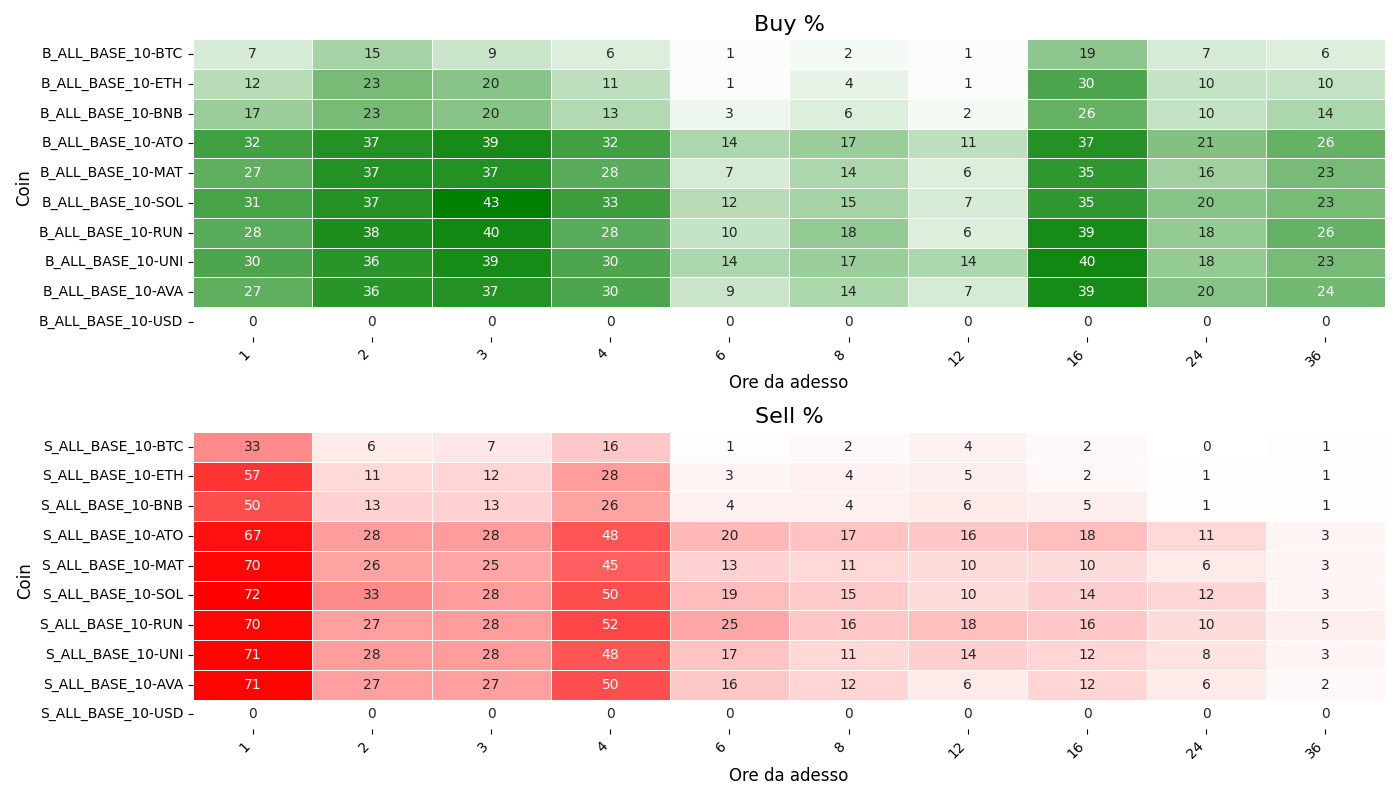 Buy %
Coin
B_ALL_BASE_10-BTC 7 15 9 6 1 2 1 19 7 6
B_ALL_BASE_10-ETH 12 23 20 11 1 4 1 30 10 10
B_ALL_BASE_10-BNB 17 23 20 13 3 6 2 26 10 14
B_ALL_BASE_10-ATO 32 37 39 32 14 17 11 37 21 26
B_ALL_BASE_10-MAT 27 37 37 28 7 14 6 35 16 23
B_ALL_BASE_10-SOL 31 37 43 33 12 15 7 35 20 23
B_ALL_BASE_10-RUN 28 38 40 28 10 18 6 39 18 26
B_ALL_BASE_10-UNI 30 36 39 30 14 17 14 40 18 23
B_ALL_BASE_10-AVA 27 36 37 30 9 14 7 39 20 24
B_ALL_BASE_10-USD 0 0 0 0 0 0 0 0 0 0
1 2 3 4 6 8 12 16 24 36
Ore da adesso
Sell %
Coin
S_ALL_BASE_10-BTC 33 6 7 16 1 2 4 2 0 1
S_ALL_BASE_10-ETH 57 11 12 28 3 4 5 2 1 1
S_ALL_BASE_10-BNB 50 13 13 26 4 4 6 5 1 1
S_ALL_BASE_10-ATO 67 28 28 48 20 17 16 18 11 3
S_ALL_BASE_10-MAT 70 26 25 45 13 11 10 10 6 3
S_ALL_BASE_10-SOL 72 33 28 50 19 15 10 14 12 3
S_ALL_BASE_10-RUN 70 27 28 52 25 16 18 16 10 5
S_ALL_BASE_10-UNI 71 28 28 48 17 11 14 12 8 3
S_ALL_BASE_10-AVA 71 27 27 50 16 12 6 12 6 2
S_ALL_BASE_10-USD 0 0 0 0 0 0 0 0 0 0
1 2 3 4 6 8 12 16 24 36
Ore da adesso